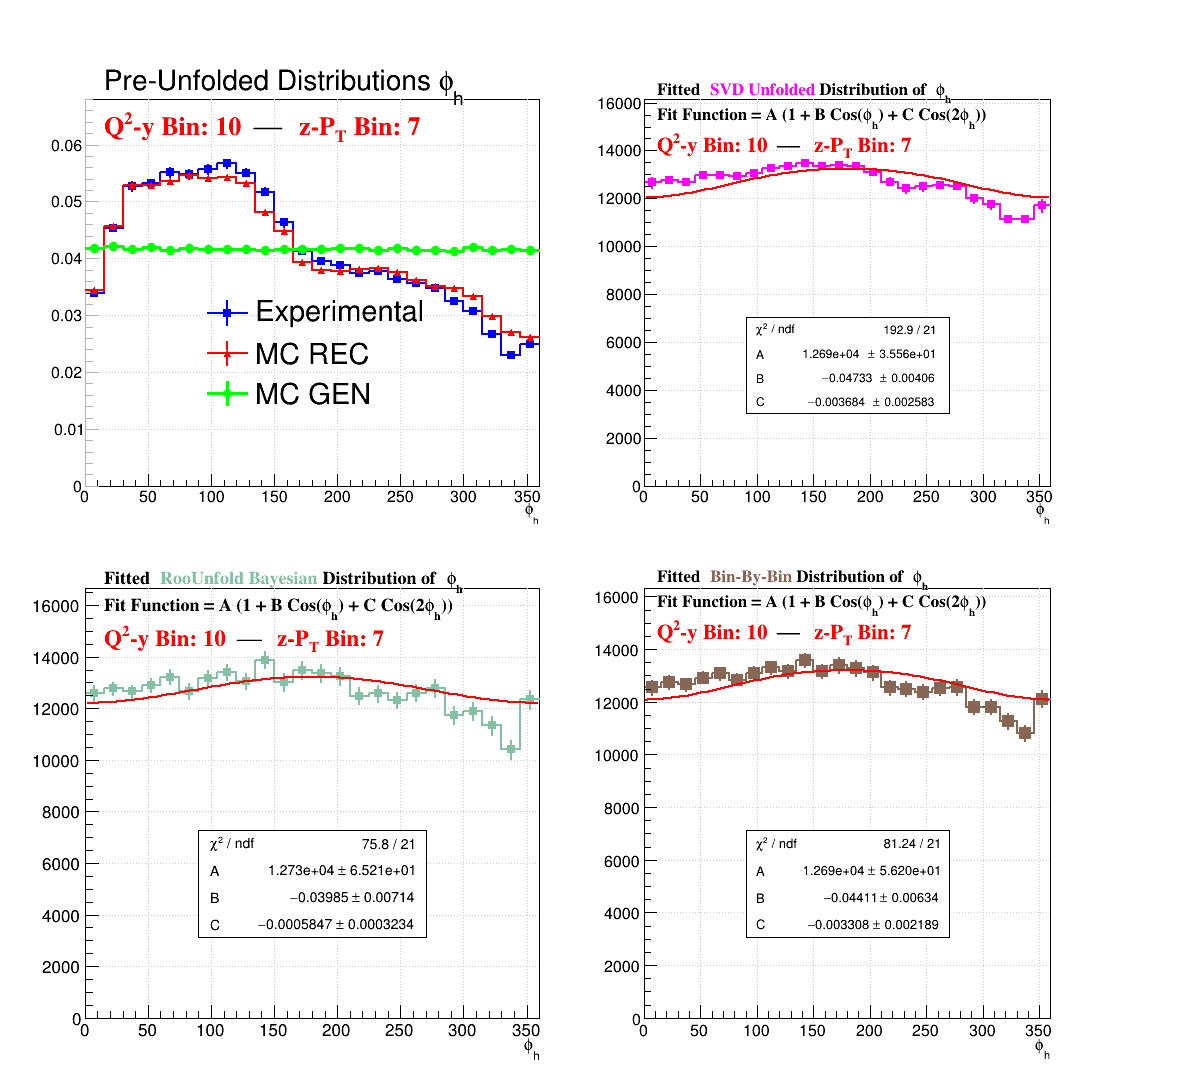 Pre-Unfolded Distributions ϕh
Q2-y Bin: 10 — z-PT Bin: 7
0.06
0.05
0.04
0.03
0.02
0.01
0
Experimental
MC REC
MC GEN
0 50 100 150 200 250 300 350
ϕh
Fitted SVD Unfolded Distribution of ϕh
Fit Function = A (1 + B Cos(ϕh) + C Cos(2ϕh))
Q2-y Bin: 10 — z-PT Bin: 7
16000
14000
12000
10000
8000
6000
4000
2000
0
χ2 / ndf 192.9 / 21
A 1.269e+04 ± 3.556e+01
B −0.04733 ± 0.00406
C −0.003684 ± 0.002583
0 50 100 150 200 250 300 350
ϕh
Fitted RooUnfold Bayesian Distribution of ϕh
Fit Function = A (1 + B Cos(ϕh) + C Cos(2ϕh))
Q2-y Bin: 10 — z-PT Bin: 7
16000
14000
12000
10000
8000
6000
4000
2000
0
χ2 / ndf 75.8 / 21
A 1.273e+04 ± 6.521e+01
B −0.03985 ± 0.00714
C −0.0005847 ± 0.0003234
0 50 100 150 200 250 300 350
ϕh
Fitted Bin-By-Bin Distribution of ϕh
Fit Function = A (1 + B Cos(ϕh) + C Cos(2ϕh))
Q2-y Bin: 10 — z-PT Bin: 7
16000
14000
12000
10000
8000
6000
4000
2000
0
χ2 / ndf 81.24 / 21
A 1.269e+04 ± 5.620e+01
B −0.04411 ± 0.00634
C −0.003308 ± 0.002189
0 50 100 150 200 250 300 350
ϕh